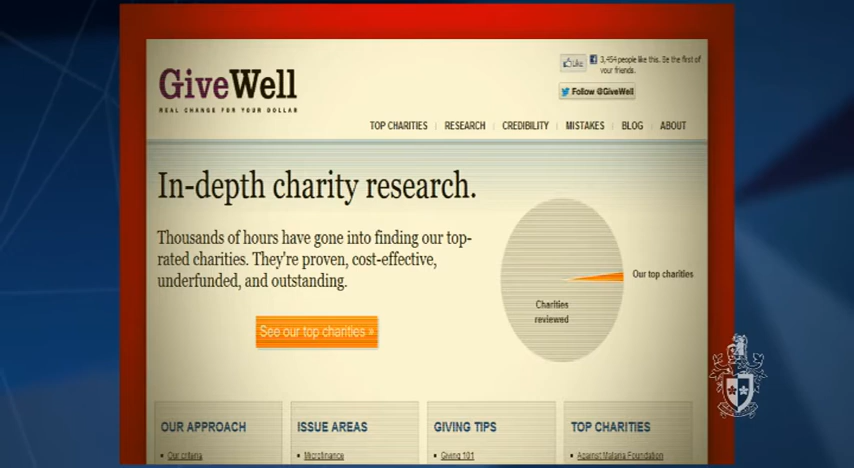 GiveWell
REAL CHANGE FOR YOUR DOLLAR
Like
3,454 people like this. Be the first of
your friends.
Follow @GiveWell
TOP CHARITIES
RESEARCH
CREDIBILITY
MISTAKES
BLOG
ABOUT
In-depth charity research.
Thousands of hours have gone into finding our top-
rated charities. They're proven, cost-effective,
underfunded, and outstanding.
See our top charities »
Our top charities
Charities
reviewed
OUR APPROACH
ISSUE AREAS
GIVING TIPS
TOP CHARITIES
Our criteria
Microfinance
Giving 101
Against Malaria Foundation